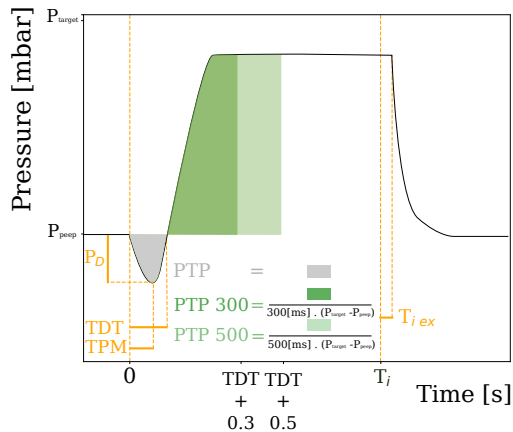 P_target
Pressure [mbar]
P_peep
P_D
PTP =
PTP 300= 300[ms] . (P_target -P_peep)
PTP 500= 500[ms] . (P_target -P_peep)
T_i ex
TDT
TPM
0
TDT + 0.3
TDT + 0.5
T_i
Time [s]